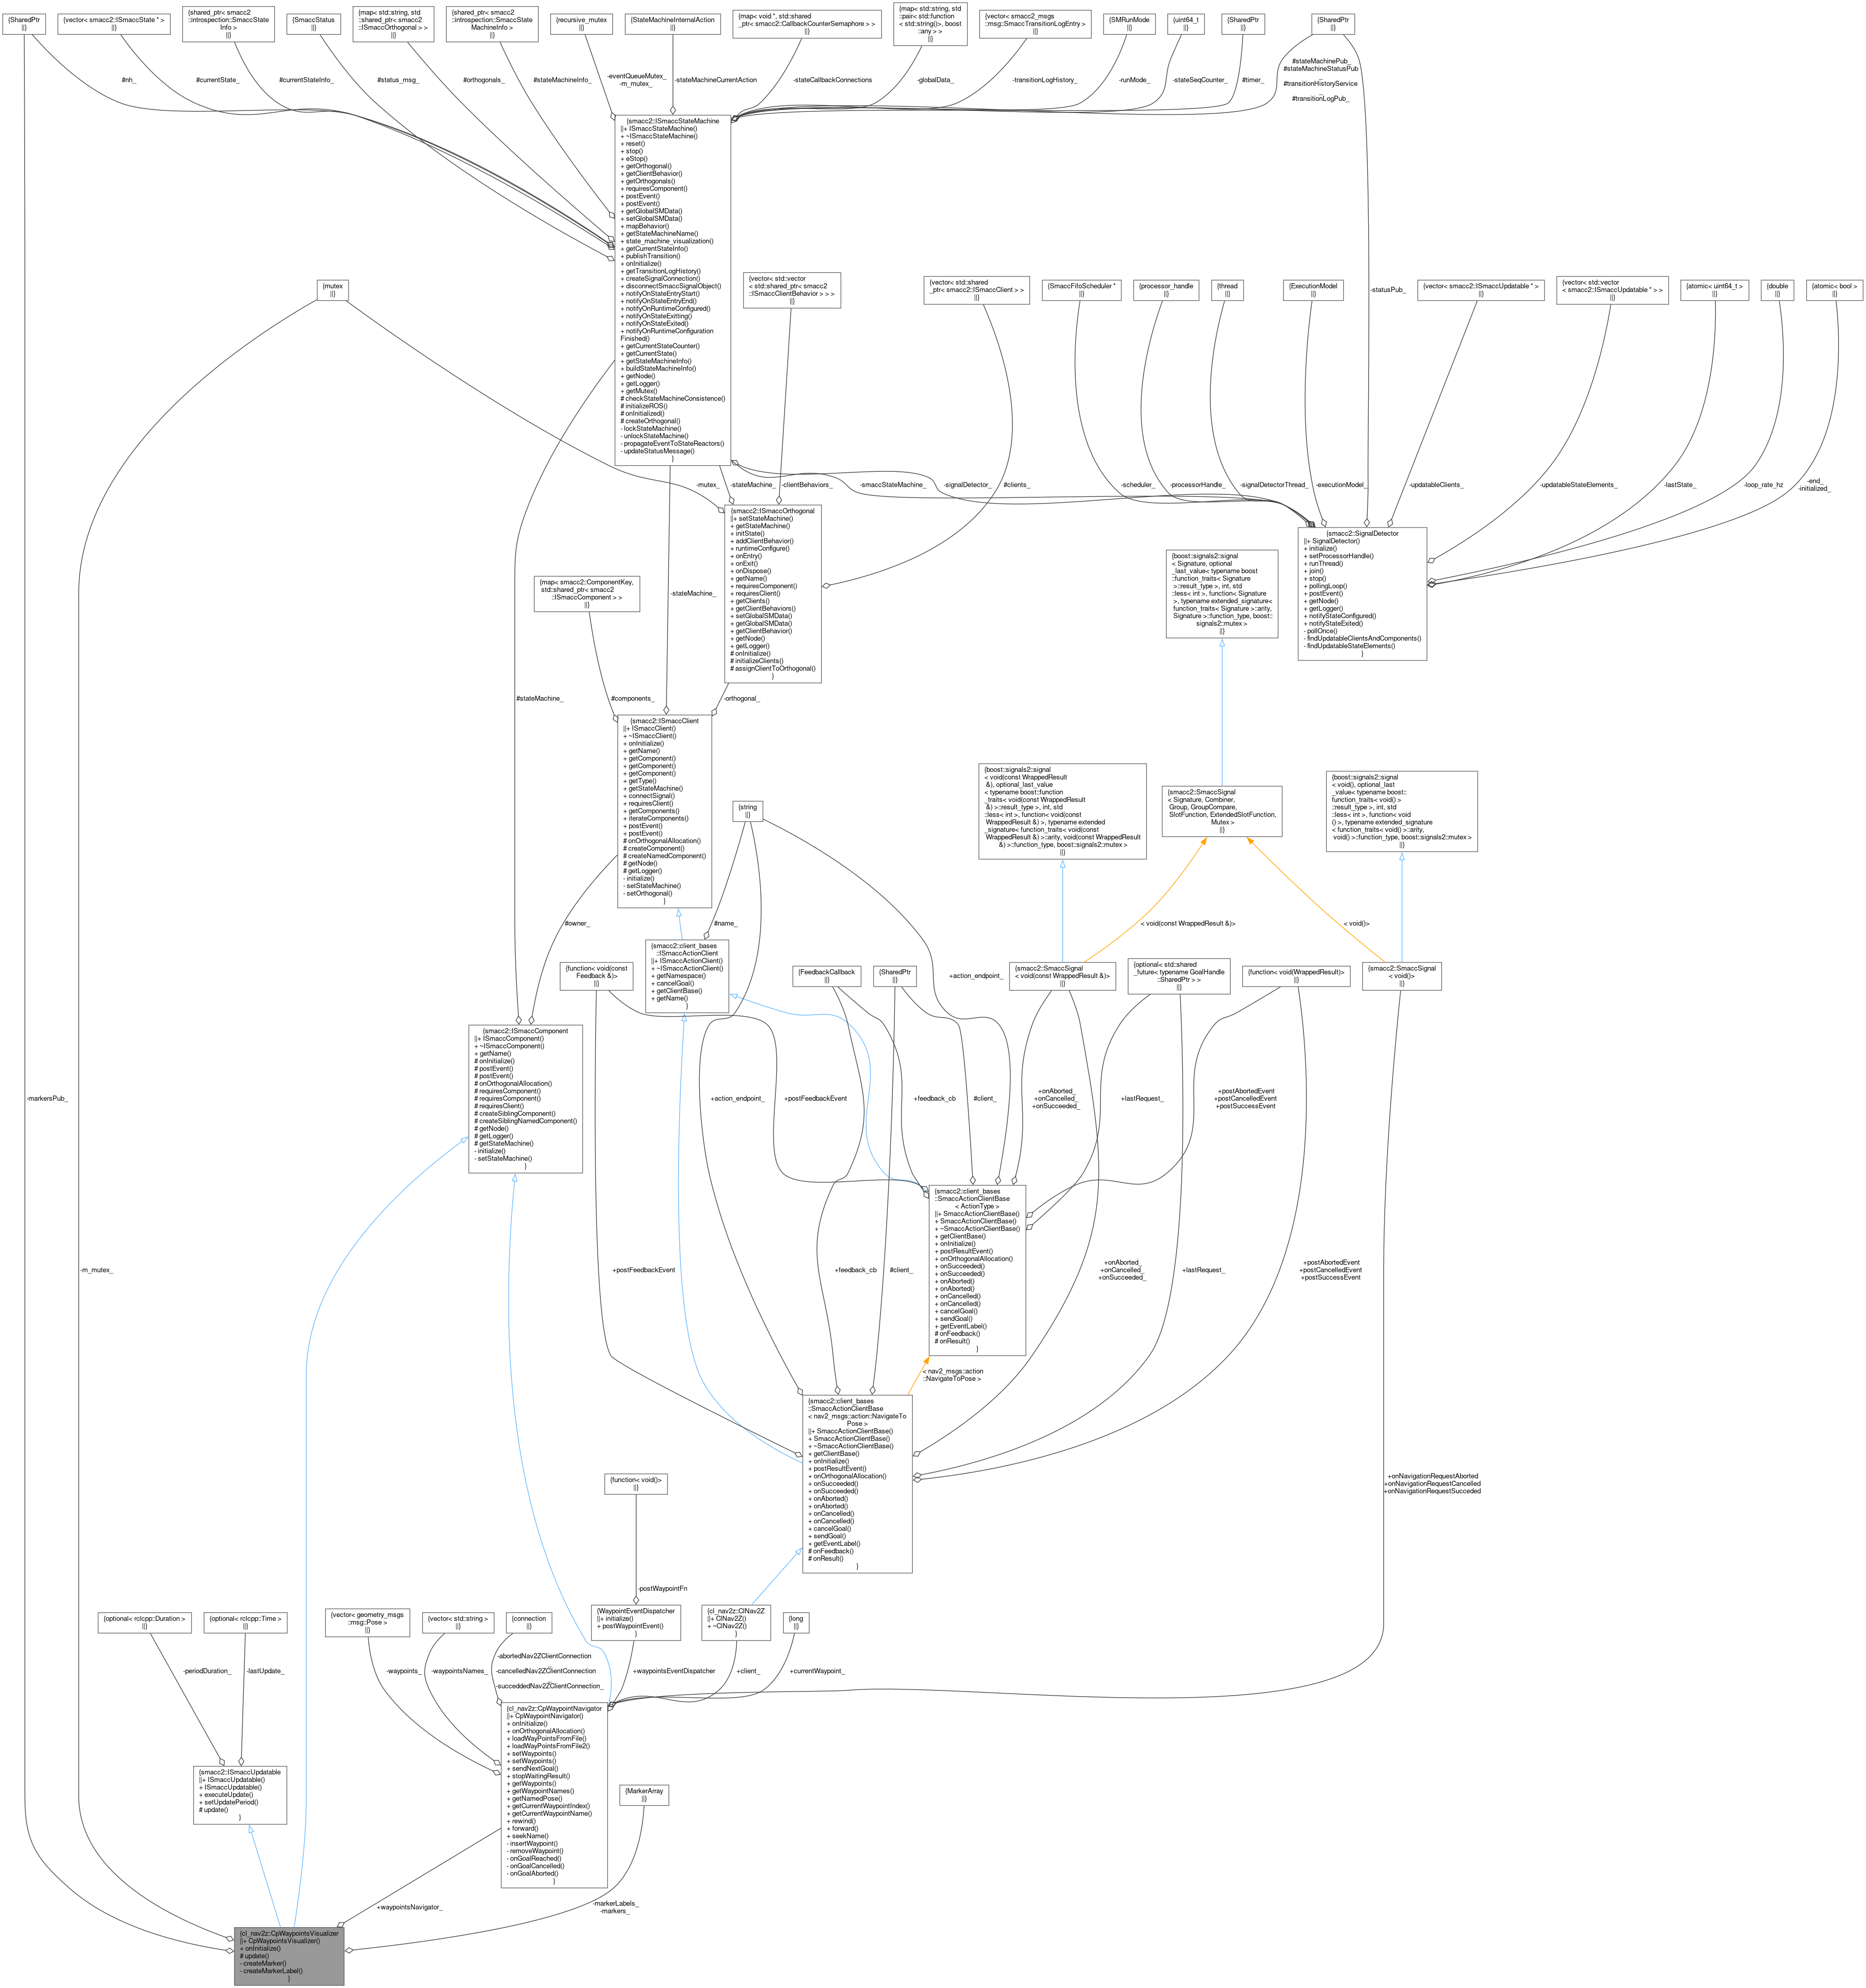 {SharedPtr
||}
{vector< smacc2::ISmaccState * >
||}
{shared_ptr< smacc2
::introspection::SmaccState
Info >
||}
{SmaccStatus
||}
{map< std::string, std
::shared_ptr< smacc2
::ISmaccOrthogonal > >
||}
{shared_ptr< smacc2
::introspection::SmaccState
MachineInfo >
||}
{recursive_mutex
||}
{StateMachineInternalAction
||}
{map< void *, std::shared
_ptr< smacc2::CallbackCounterSemaphore > >
||}
{map< std::string, std
::pair< std::function
< std::string()>, boost
::any > >
||}
{vector< smacc2_msgs
::msg::SmaccTransitionLogEntry >
||}
{SMRunMode
||}
{uint64_t
||}
{SharedPtr
||}
{SharedPtr
||}
#nh_
#currentState_
#currentStateInfo_
#status_msg_
#orthogonals_
#stateMachineInfo_
-eventQueueMutex_
-m_mutex_
-stateMachineCurrentAction
-stateCallbackConnections
-globalData_
-transitionLogHistory_
-runMode_
-stateSeqCounter_
#timer_
#stateMachinePub_
#stateMachineStatusPub
_
#transitionHistoryService
_
#transitionLogPub_
{smacc2::ISmaccStateMachine
||+ ISmaccStateMachine()
+ ~ISmaccStateMachine()
+ reset()
+ stop()
+ eStop()
+ getOrthogonal()
+ getClientBehavior()
+ getOrthogonals()
+ requiresComponent()
+ postEvent()
+ postEvent()
+ getGlobalSMData()
+ setGlobalSMData()
+ mapBehavior()
+ getStateMachineName()
+ state_machine_visualization()
+ getCurrentStateInfo()
+ publishTransition()
+ onInitialize()
+ getTransitionLogHistory()
+ createSignalConnection()
+ disconnectSmaccSignalObject()
+ notifyOnStateEntryStart()
+ notifyOnStateEntryEnd()
+ notifyOnRuntimeConfigured()
+ notifyOnStateExitting()
+ notifyOnStateExited()
+ notifyOnRuntimeConfiguration
Finished()
+ getCurrentStateCounter()
+ getCurrentState()
+ getStateMachineInfo()
+ buildStateMachineInfo()
+ getNode()
+ getLogger()
+ getMutex()
# checkStateMachineConsistence()
# initializeROS()
# onInitialized()
# createOrthogonal()
- lockStateMachine()
- unlockStateMachine()
- propagateEventToStateReactors()
- updateStatusMessage()
}
{mutex
||}
{vector< std::vector
< std::shared_ptr< smacc2
::ISmaccClientBehavior > > >
||}
{vector< std::shared
_ptr< smacc2::ISmaccClient > >
||}
{SmaccFifoScheduler *
||}
{processor_handle
||}
{thread
||}
{ExecutionModel
||}
-statusPub_
{vector< smacc2::ISmaccUpdatable * >
||}
{vector< std::vector
< smacc2::ISmaccUpdatable * > >
||}
{atomic< uint64_t >
||}
{double
||}
{atomic< bool >
||}
-mutex_
-stateMachine_
-clientBehaviors_
-smaccStateMachine_
-signalDetector_
#clients_
-scheduler_
-processorHandle_
-signalDetectorThread_
-executionModel_
-updatableClients_
-updatableStateElements_
-lastState_
-loop_rate_hz
-end_
-initialized_
{smacc2::ISmaccOrthogonal
||+ setStateMachine()
+ getStateMachine()
+ initState()
+ addClientBehavior()
+ runtimeConfigure()
+ onEntry()
+ onExit()
+ onDispose()
+ getName()
+ requiresComponent()
+ requiresClient()
+ getClients()
+ getClientBehaviors()
+ setGlobalSMData()
+ getGlobalSMData()
+ getClientBehavior()
+ getNode()
+ getLogger()
# onInitialize()
# initializeClients()
# assignClientToOrthogonal()
}
{smacc2::SignalDetector
||+ SignalDetector()
+ initialize()
+ setProcessorHandle()
+ runThread()
+ join()
+ stop()
+ pollingLoop()
+ postEvent()
+ getNode()
+ getLogger()
+ notifyStateConfigured()
+ notifyStateExited()
- pollOnce()
- findUpdatableClientsAndComponents()
- findUpdatableStateElements()
}
{boost::signals2::signal
< Signature, optional
_last_value< typename boost
::function_traits< Signature
>::result_type >, int, std
::less< int >, function< Signature
>, typename extended_signature<
function_traits< Signature >::arity,
Signature >::function_type, boost::
signals2::mutex >
||}
{map< smacc2::ComponentKey,
std::shared_ptr< smacc2
::ISmaccComponent > >
||}
-stateMachine_
#stateMachine_
#components_
-orthogonal_
{smacc2::ISmaccClient
||+ ISmaccClient()
+ ~ISmaccClient()
+ onInitialize()
+ getName()
+ getComponent()
+ getComponent()
+ getComponent()
+ getType()
+ getStateMachine()
+ connectSignal()
+ requiresClient()
+ getComponents()
+ iterateComponents()
+ postEvent()
+ postEvent()
# onOrthogonalAllocation()
# createComponent()
# createNamedComponent()
# getNode()
# getLogger()
- initialize()
- setStateMachine()
- setOrthogonal()
}
{string
||}
{boost::signals2::signal
< void(const WrappedResult
&), optional_last_value
< typename boost::function
_traits< void(const WrappedResult
&) >::result_type >, int, std
::less< int >, function< void(const
WrappedResult &) >, typename extended
_signature< function_traits< void(const
WrappedResult &) >::arity, void(const WrappedResult
&) >::function_type, boost::signals2::mutex >
||}
{smacc2::SmaccSignal
< Signature, Combiner,
Group, GroupCompare,
SlotFunction, ExtendedSlotFunction,
Mutex >
||}
{boost::signals2::signal
< void(), optional_last
_value< typename boost::
function_traits< void() >
::result_type >, int, std
::less< int >, function< void
() >, typename extended_signature
< function_traits< void() >::arity,
void() >::function_type, boost::signals2::mutex >
||}
#owner_
#name_
< void(const WrappedResult &)>
< void()>
{function< void(const
Feedback &)>
||}
{smacc2::client_bases
::ISmaccActionClient
||+ ISmaccActionClient()
+ ~ISmaccActionClient()
+ getNamespace()
+ cancelGoal()
+ getClientBase()
+ getName()
}
{FeedbackCallback
||}
{SharedPtr
||}
+action_endpoint_
{smacc2::SmaccSignal
< void(const WrappedResult &)>
||}
{optional< std::shared
_future< typename GoalHandle
::SharedPtr > >
||}
{function< void(WrappedResult)>
||}
{smacc2::SmaccSignal
< void()>
||}
{smacc2::ISmaccComponent
||+ ISmaccComponent()
+ ~ISmaccComponent()
+ getName()
# onInitialize()
# postEvent()
# postEvent()
# onOrthogonalAllocation()
# requiresComponent()
# requiresComponent()
# requiresClient()
# createSiblingComponent()
# createSiblingNamedComponent()
# getNode()
# getLogger()
# getStateMachine()
- initialize()
- setStateMachine()
}
-markersPub_
+action_endpoint_
+postFeedbackEvent
+feedback_cb
#client_
+onAborted_
+onCancelled_
+onSucceeded_
+lastRequest_
+postAbortedEvent
+postCancelledEvent
+postSuccessEvent
{smacc2::client_bases
::SmaccActionClientBase
< ActionType >
||+ SmaccActionClientBase()
+ SmaccActionClientBase()
+ ~SmaccActionClientBase()
+ getClientBase()
+ onInitialize()
+ postResultEvent()
+ onOrthogonalAllocation()
+ onSucceeded()
+ onSucceeded()
+ onAborted()
+ onAborted()
+ onCancelled()
+ onCancelled()
+ cancelGoal()
+ sendGoal()
+ getEventLabel()
# onFeedback()
# onResult()
}
-m_mutex_
+postFeedbackEvent
+feedback_cb
#client_
+onAborted_
+onCancelled_
+onSucceeded_
+lastRequest_
+postAbortedEvent
+postCancelledEvent
+postSuccessEvent
< nav2_msgs::action
::NavigateToPose >
{smacc2::client_bases
::SmaccActionClientBase
< nav2_msgs::action::NavigateTo
Pose >
||+ SmaccActionClientBase()
+ SmaccActionClientBase()
+ ~SmaccActionClientBase()
+ getClientBase()
+ onInitialize()
+ postResultEvent()
+ onOrthogonalAllocation()
+ onSucceeded()
+ onSucceeded()
+ onAborted()
+ onAborted()
+ onCancelled()
+ onCancelled()
+ cancelGoal()
+ sendGoal()
+ getEventLabel()
# onFeedback()
# onResult()
}
+onNavigationRequestAborted
+onNavigationRequestCancelled
+onNavigationRequestSucceded
{function< void()>
||}
-postWaypointFn
{optional< rclcpp::Duration >
||}
{optional< rclcpp::Time >
||}
{vector< geometry_msgs
::msg::Pose >
||}
{vector< std::string >
||}
{connection
||}
{WaypointEventDispatcher
||+ initialize()
+ postWaypointEvent()
}
{cl_nav2z::ClNav2Z
||+ ClNav2Z()
+ ~ClNav2Z()
}
{long
||}
-periodDuration_
-lastUpdate_
-waypoints_
-waypointsNames_
-abortedNav2ZClientConnection
_
-cancelledNav2ZClientConnection
_
-succeddedNav2ZClientConnection_
+waypointsEventDispatcher
+client_
+currentWaypoint_
{smacc2::ISmaccUpdatable
||+ ISmaccUpdatable()
+ ISmaccUpdatable()
+ executeUpdate()
+ setUpdatePeriod()
# update()
}
{cl_nav2z::CpWaypointNavigator
||+ CpWaypointNavigator()
+ onInitialize()
+ onOrthogonalAllocation()
+ loadWayPointsFromFile()
+ loadWayPointsFromFile2()
+ setWaypoints()
+ setWaypoints()
+ sendNextGoal()
+ stopWaitingResult()
+ getWaypoints()
+ getWaypointNames()
+ getNamedPose()
+ getCurrentWaypointIndex()
+ getCurrentWaypointName()
+ rewind()
+ forward()
+ seekName()
- insertWaypoint()
- removeWaypoint()
- onGoalReached()
- onGoalCancelled()
- onGoalAborted()
}
{MarkerArray
||}
+waypointsNavigator_
-markerLabels_
-markers_
{cl_nav2z::CpWaypointsVisualizer
||+ CpWaypointsVisualizer()
+ onInitialize()
# update()
- createMarker()
- createMarkerLabel()
}